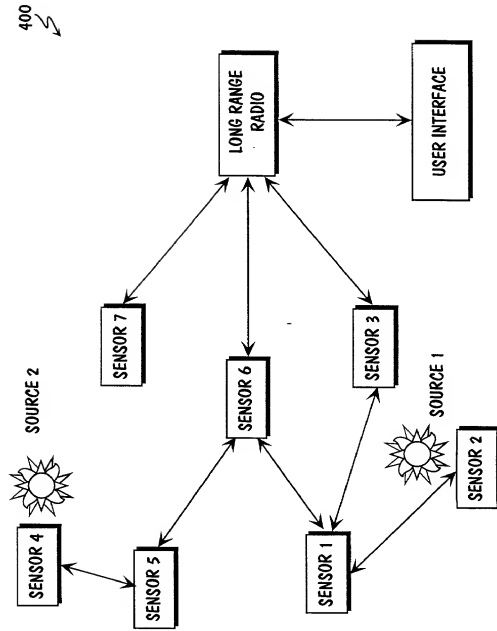 400
SOURCE 2
SENSOR 4
SENSOR 5
SENSOR 7
SENSOR 6
LONG RANGE
RADIO
SENSOR 1
SENSOR 3
SOURCE 1
SENSOR 2
USER INTERFACE